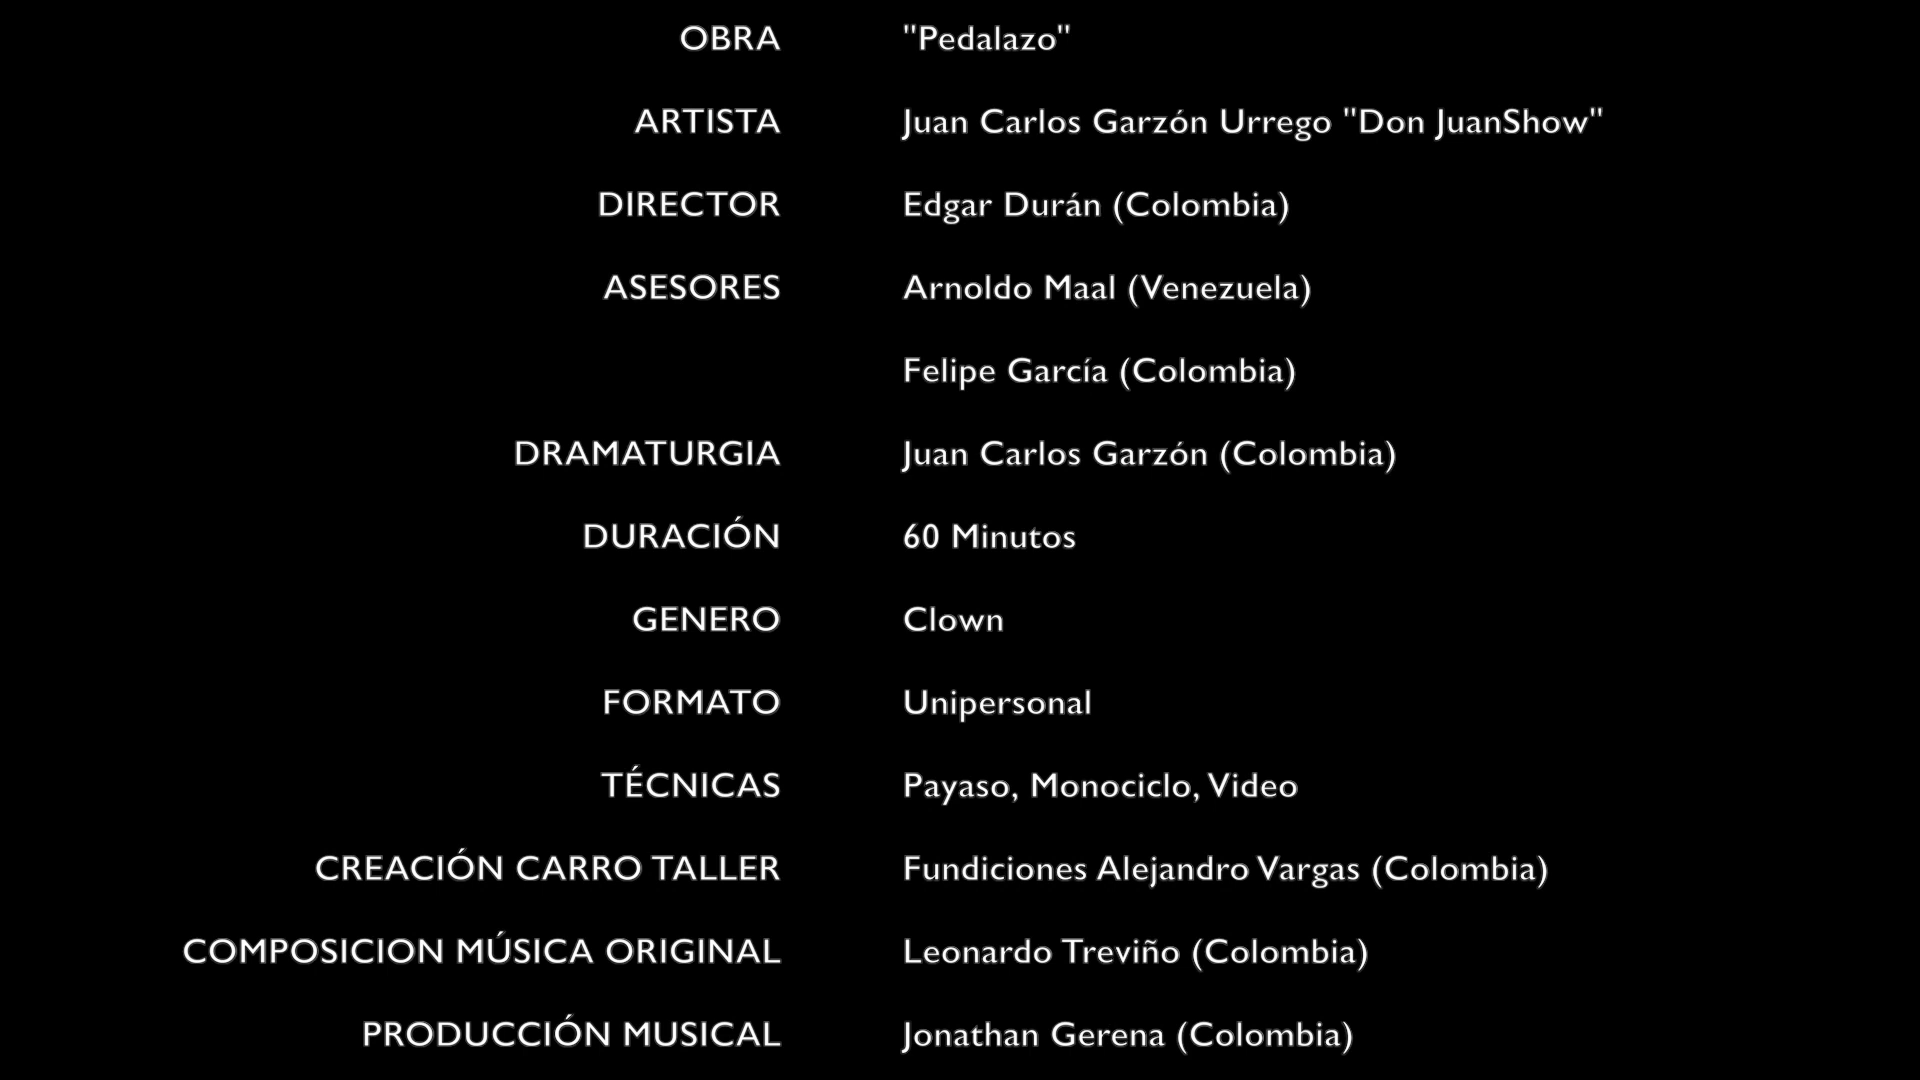 OBRA "Pedalazo"
ARTISTA Juan Carlos Garzón Urrego "Don JuanShow"
DIRECTOR Edgar Durán (Colombia)
ASESORES Arnoldo Maal (Venezuela)
Felipe García (Colombia)
DRAMATURGIA Juan Carlos Garzón (Colombia)
DURACIÓN 60 Minutos
GENERO Clown
FORMATO Unipersonal
TÉCNICAS Payaso, Monociclo, Video
CREACIÓN CARRO TALLER Fundiciones Alejandro Vargas (Colombia)
COMPOSICION MÚSICA ORIGINAL Leonardo Treviño (Colombia)
PRODUCCIÓN MUSICAL Jonathan Gerena (Colombia)